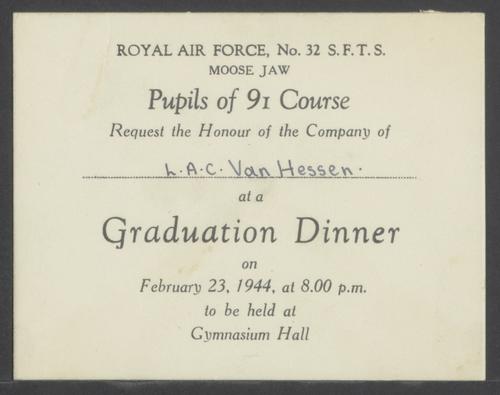 ROYAL AIR FORCE, No. 32 S.F.T.S.
MOOSE JAW
Pupils of 91 Course
Request the Honour of the Company of
L.A.C. Van Hessen.
at a
Graduation Dinner
on
February 23, 1944, at 8.00 p.m.
to be held at
Gymnasium Hall